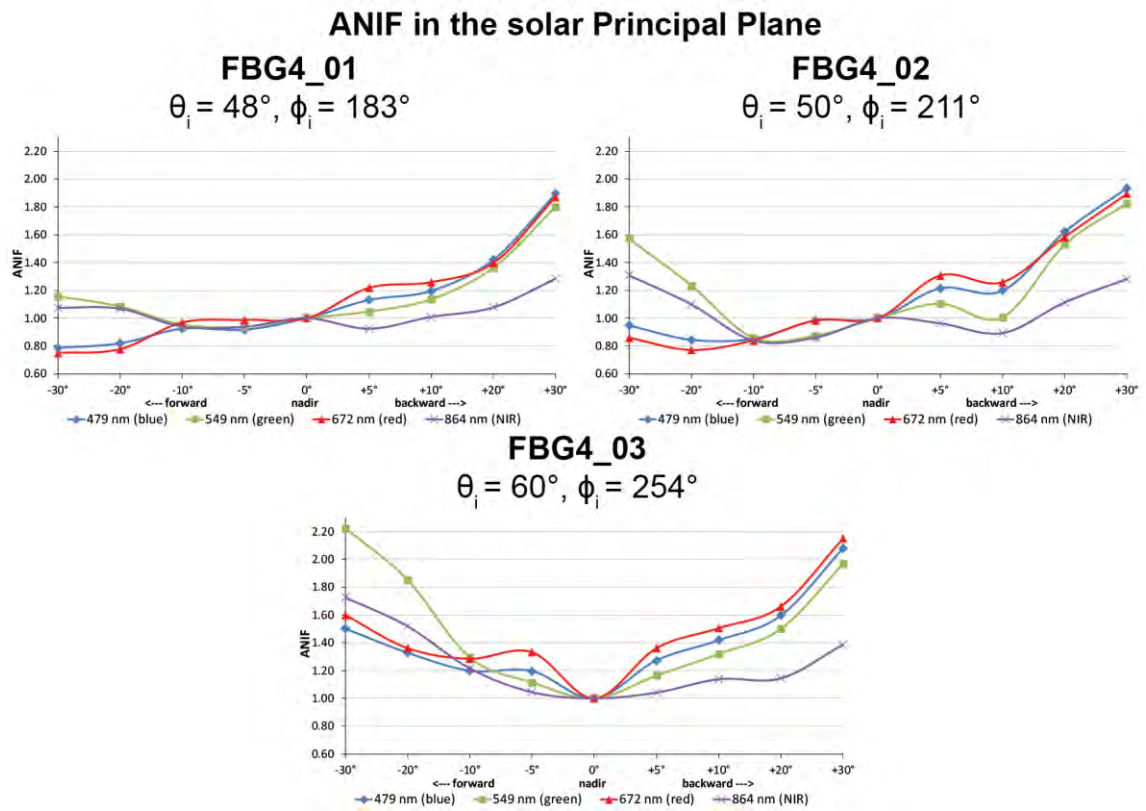 ANIF in the solar Principal Plane
FBG4_01
θi = 48°, ϕi = 183°
ANIF
2.20
2.00
1.80
1.60
1.40
1.20
1.00
0.80
0.60
-30° -20° -10° -5° 0° +5° +10° +20° +30°
<--- forward nadir backward --->
479 nm (blue) 549 nm (green) 672 nm (red) 864 nm (NIR)
FBG4_02
θi = 50°, ϕi = 211°
ANIF
2.20
2.00
1.80
1.60
1.40
1.20
1.00
0.80
0.60
-30° -20° -10° -5° 0° +5° +10° +20° +30°
<--- forward nadir backward --->
479 nm (blue) 549 nm (green) 672 nm (red) 864 nm (NIR)
FBG4_03
θi = 60°, ϕi = 254°
ANIF
2.20
2.00
1.80
1.60
1.40
1.20
1.00
0.80
0.60
-30° -20° -10° -5° 0° +5° +10° +20° +30°
<--- forward nadir backward --->
479 nm (blue) 549 nm (green) 672 nm (red) 864 nm (NIR)